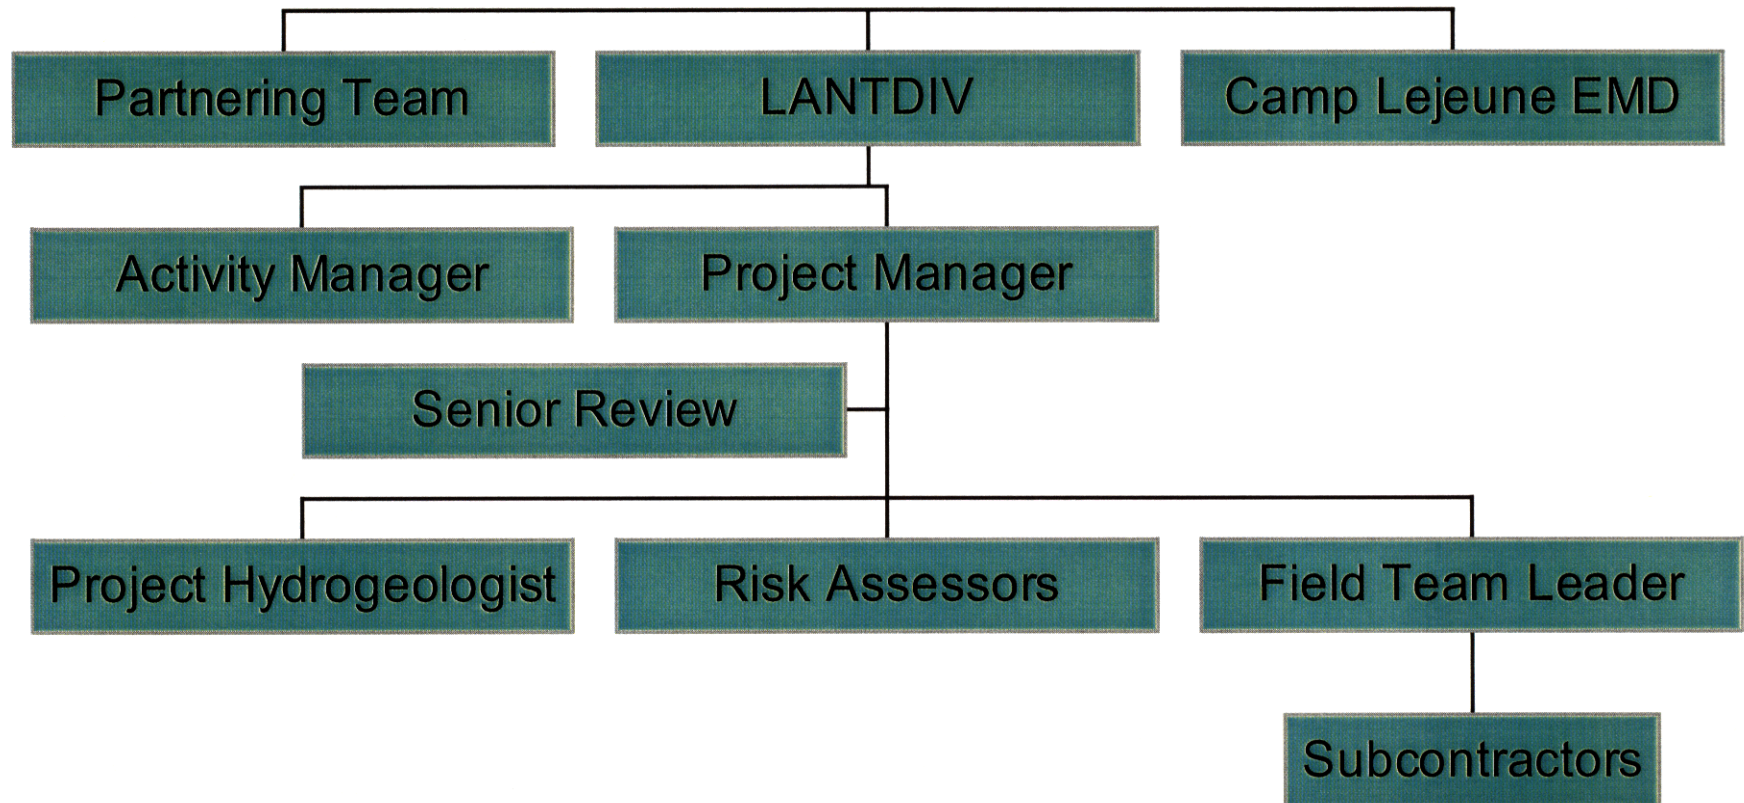 Partnering Team
LANTDIV
Camp Lejeune EMD
Activity Manager
Project Manager
Senior Review
Project Hydrogeologist
Risk Assessors
Field Team Leader
Subcontractors